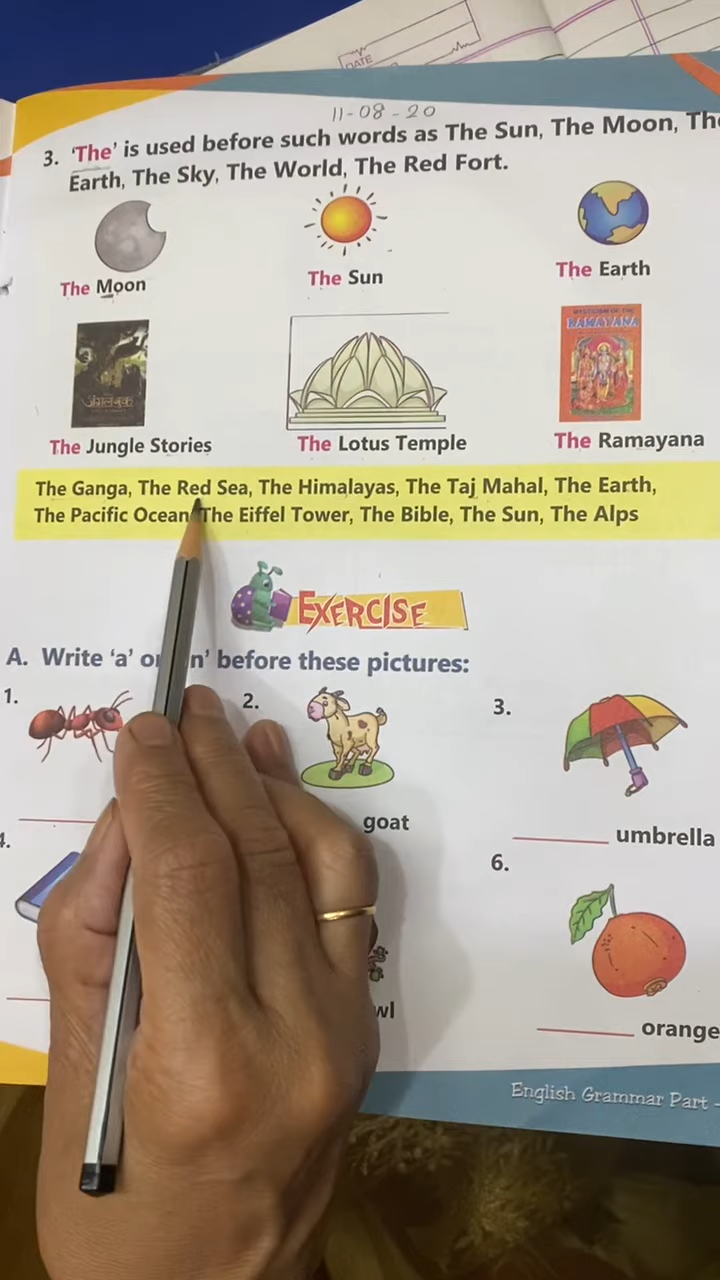 DATE
11-08-20
3. 'The' is used before such words as The Sun, The Moon, The
Earth, The Sky, The World, The Red Fort.
The Moon
The Sun
The Earth
RAMAYANA
The Jungle Stories
The Lotus Temple
The Ramayana
The Ganga, The Red Sea, The Himalayas, The Taj Mahal, The Earth,
The Pacific Ocean The Eiffel Tower, The Bible, The Sun, The Alps
EXERCISE
A. Write 'a' or n' before these pictures:
1.
2.
3.
goat
umbrella
4.
6.
wl
orange
English Grammar Part -